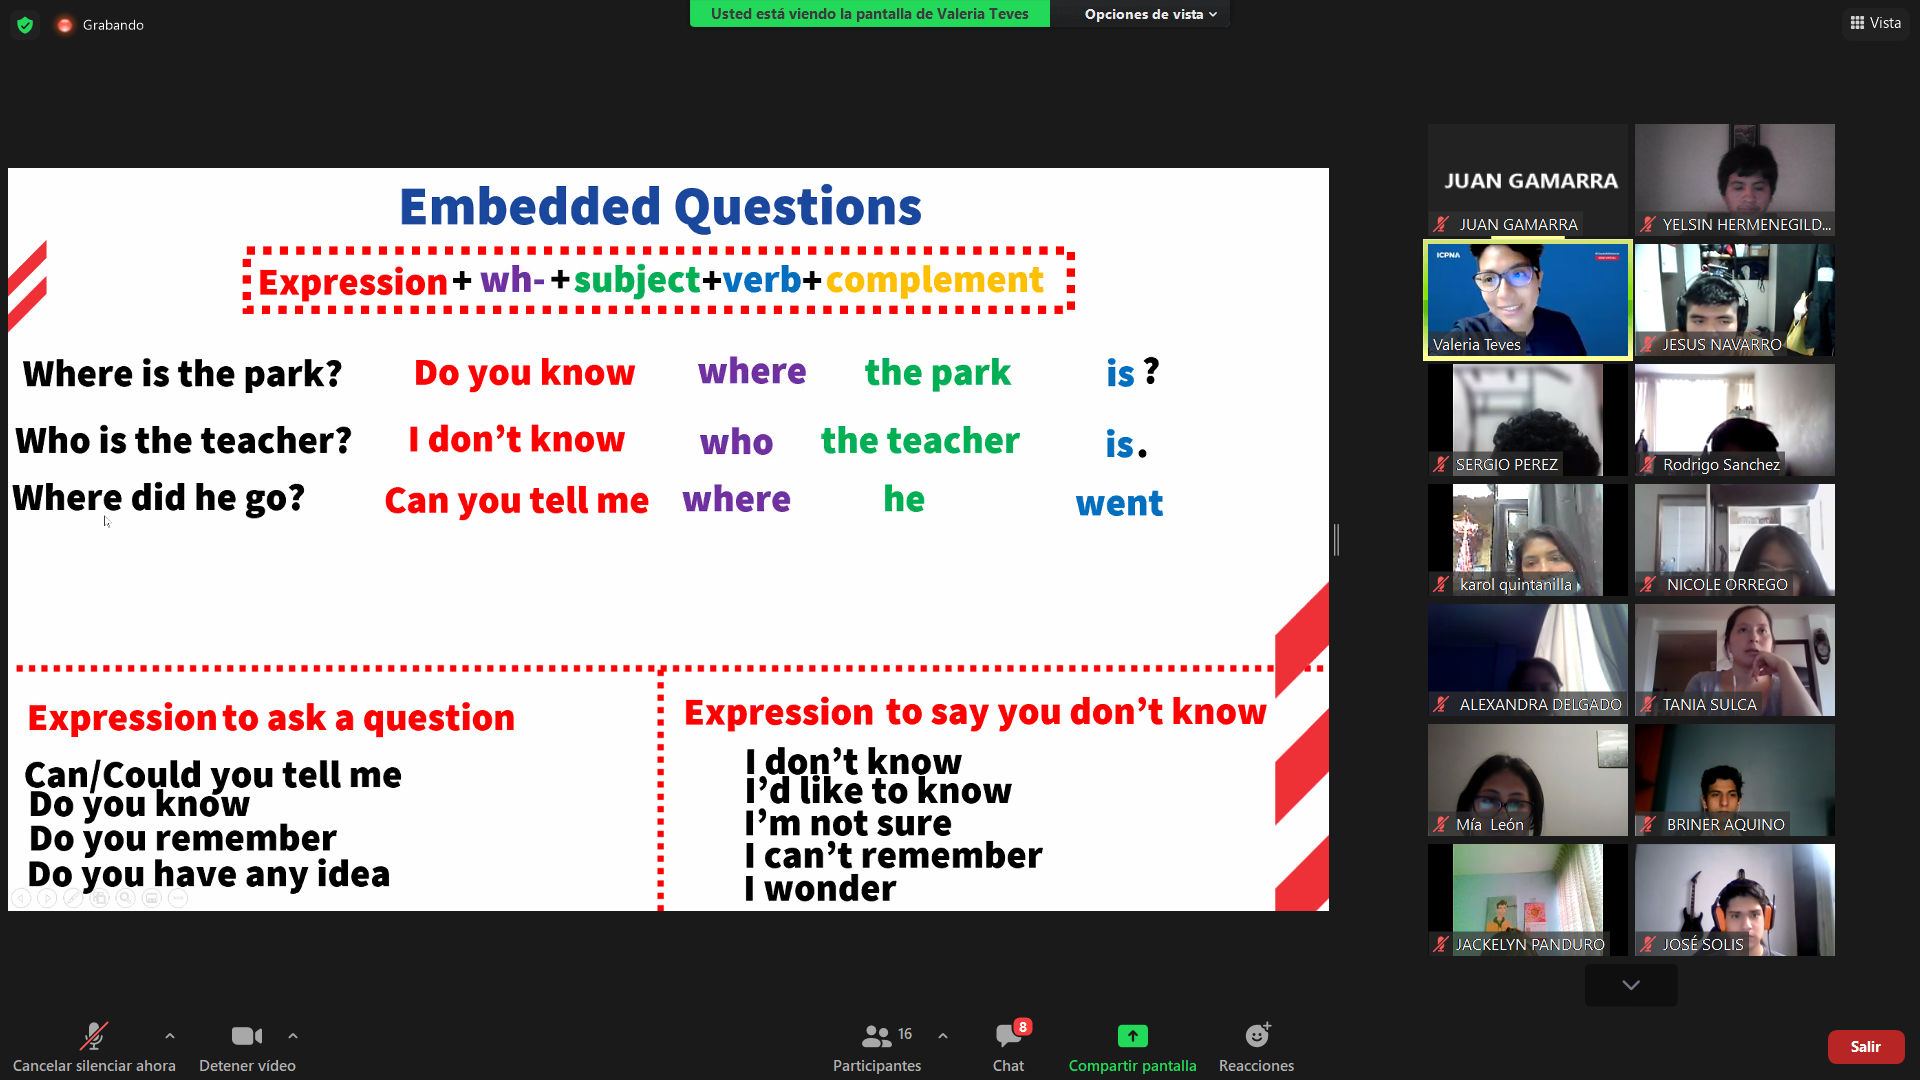 Grabando
Usted está viendo la pantalla de Valeria Teves
Opciones de vista
Vista
Embedded Questions
Expression + wh- + subject + verb + complement
Where is the park? Do you know where the park is ?
Who is the teacher? I don’t know who the teacher is .
Where did he go? Can you tell me where he went
Expression to ask a question
Can/Could you tell me
Do you know
Do you remember
Do you have any idea
Expression to say you don’t know
I don’t know
I’d like to know
I’m not sure
I can’t remember
I wonder
JUAN GAMARRA
JUAN GAMARRA
YELSIN HERMENEGILD...
ICPNA
Valeria Teves
JESUS NAVARRO
SERGIO PEREZ
Rodrigo Sanchez
karol quintanilla
NICOLE ORREGO
ALEXANDRA DELGADO
TANIA SULCA
Mía León
BRINER AQUINO
JACKELYN PANDURO
JOSÉ SOLIS
Cancelar silenciar ahora
Detener vídeo
16
Participantes
8
Chat
Compartir pantalla
Reacciones
Salir